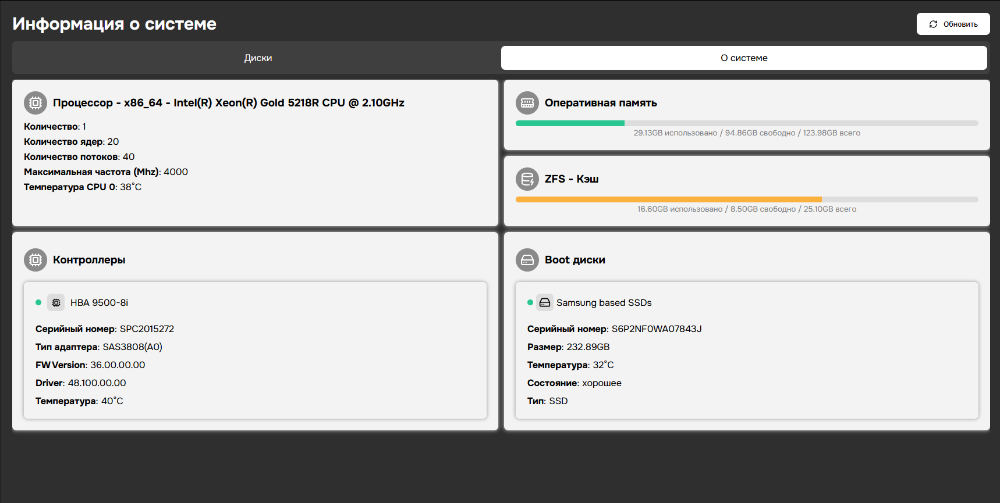 Информация о системе
Обновить
Диски
О системе
Процессор - x86_64 - Intel(R) Xeon(R) Gold 5218R CPU @ 2.10GHz
Количество: 1
Количество ядер: 20
Количество потоков: 40
Максимальная частота (Mhz): 4000
Температура CPU 0: 38°C
Оперативная память
29.13GB использовано / 94.86GB свободно / 123.98GB всего
ZFS - Кэш
16.60GB использовано / 8.50GB свободно / 25.10GB всего
Контроллеры
HBA 9500-8i
Серийный номер: SPC2015272
Тип адаптера: SAS3808(A0)
FW Version: 36.00.00.00
Driver: 48.100.00.00
Температура: 40°C
Boot диски
Samsung based SSDs
Серийный номер: S6P2NF0WA07843J
Размер: 232.89GB
Температура: 32°C
Состояние: хорошее
Тип: SSD